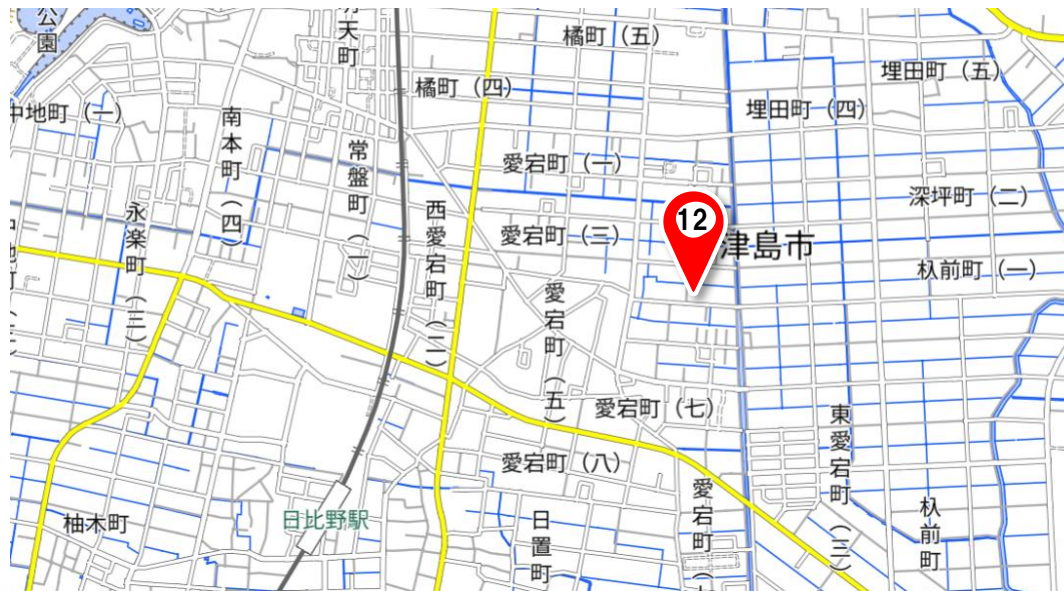 公園
弁天町
橘町（五）
埋田町（五）
橘町（四）
埋田町（四）
中地町（一）
南本町（四）
常盤町（一）
愛宕町（一）
深坪町（二）
永楽町（三）
西愛宕町（二）
愛宕町（三）
12
津島市
杁前町（一）
愛宕町（五）
愛宕町（七）
東愛宕町（三）
愛宕町（八）
愛宕町
柚木町
日比野駅
日置町
杁前町